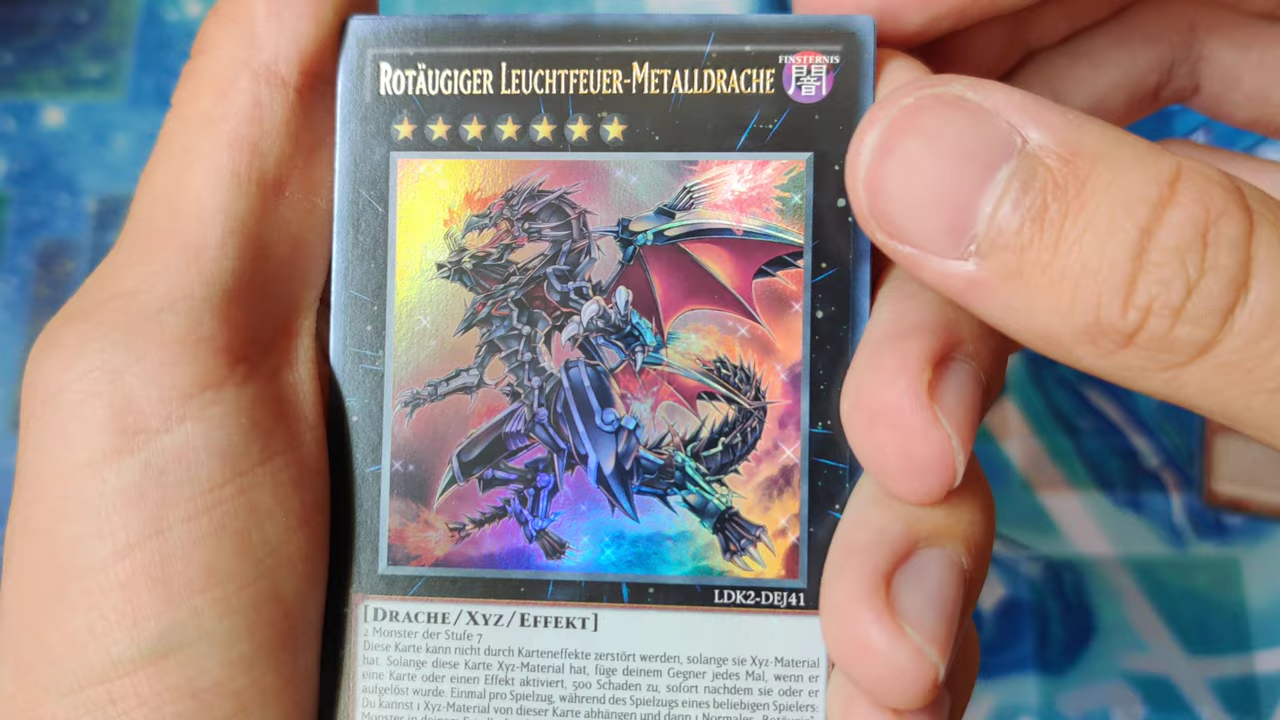 ROTÄUGIGER LEUCHTFEUER-METALLDRACHE
FINSTERNIS
闇
LDK2-DEJ41
[DRACHE/XYZ/EFFEKT]
2 Monster der Stufe 7
Diese Karte kann nicht durch Karteneffekte zerstört werden, solange sie Xyz-Material
hat. Solange diese Karte Xyz-Material hat, füge deinem Gegner jedes Mal, wenn er
eine Karte oder einen Effekt aktiviert, 500 Schaden zu, sofort nachdem sie oder er
aufgelöst wurde. Einmal pro Spielzug, während des Spielzugs eines beliebigen Spielers:
Du kannst 1 Xyz-Material von dieser Karte abhängen und dann 1 Normales „Rotäugig"-
Monster in deinem